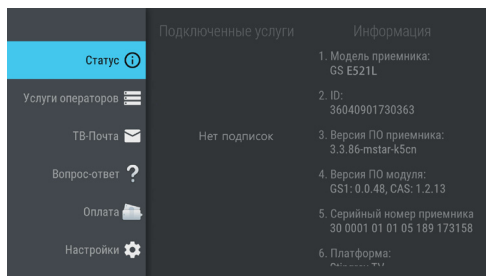 Статус
Услуги операторов
ТВ-Почта
Вопрос-ответ
Оплата
Настройки
Подключенные услуги
Нет подписок
Информация
1. Модель приемника:
GS E521L
2. ID:
36040901730363
3. Версия ПО приемника:
3.3.86-mstar-k5cn
4. Версия ПО модуля:
GS1: 0.0.48, CAS: 1.2.13
5. Серийный номер приемника
30 0001 01 01 05 189 173158
6. Платформа:
Stingray TV